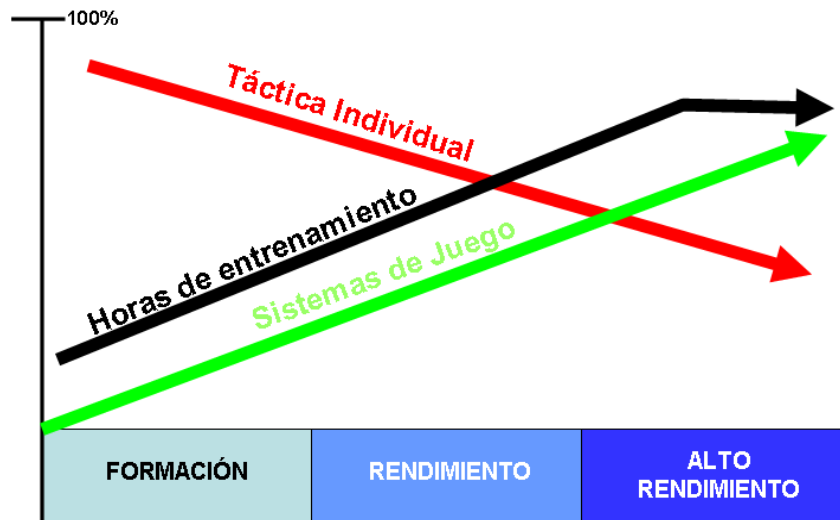 100%
Táctica Individual
Horas de entrenamiento
Sistemas de Juego
FORMACIÓN
RENDIMIENTO
ALTO
RENDIMIENTO